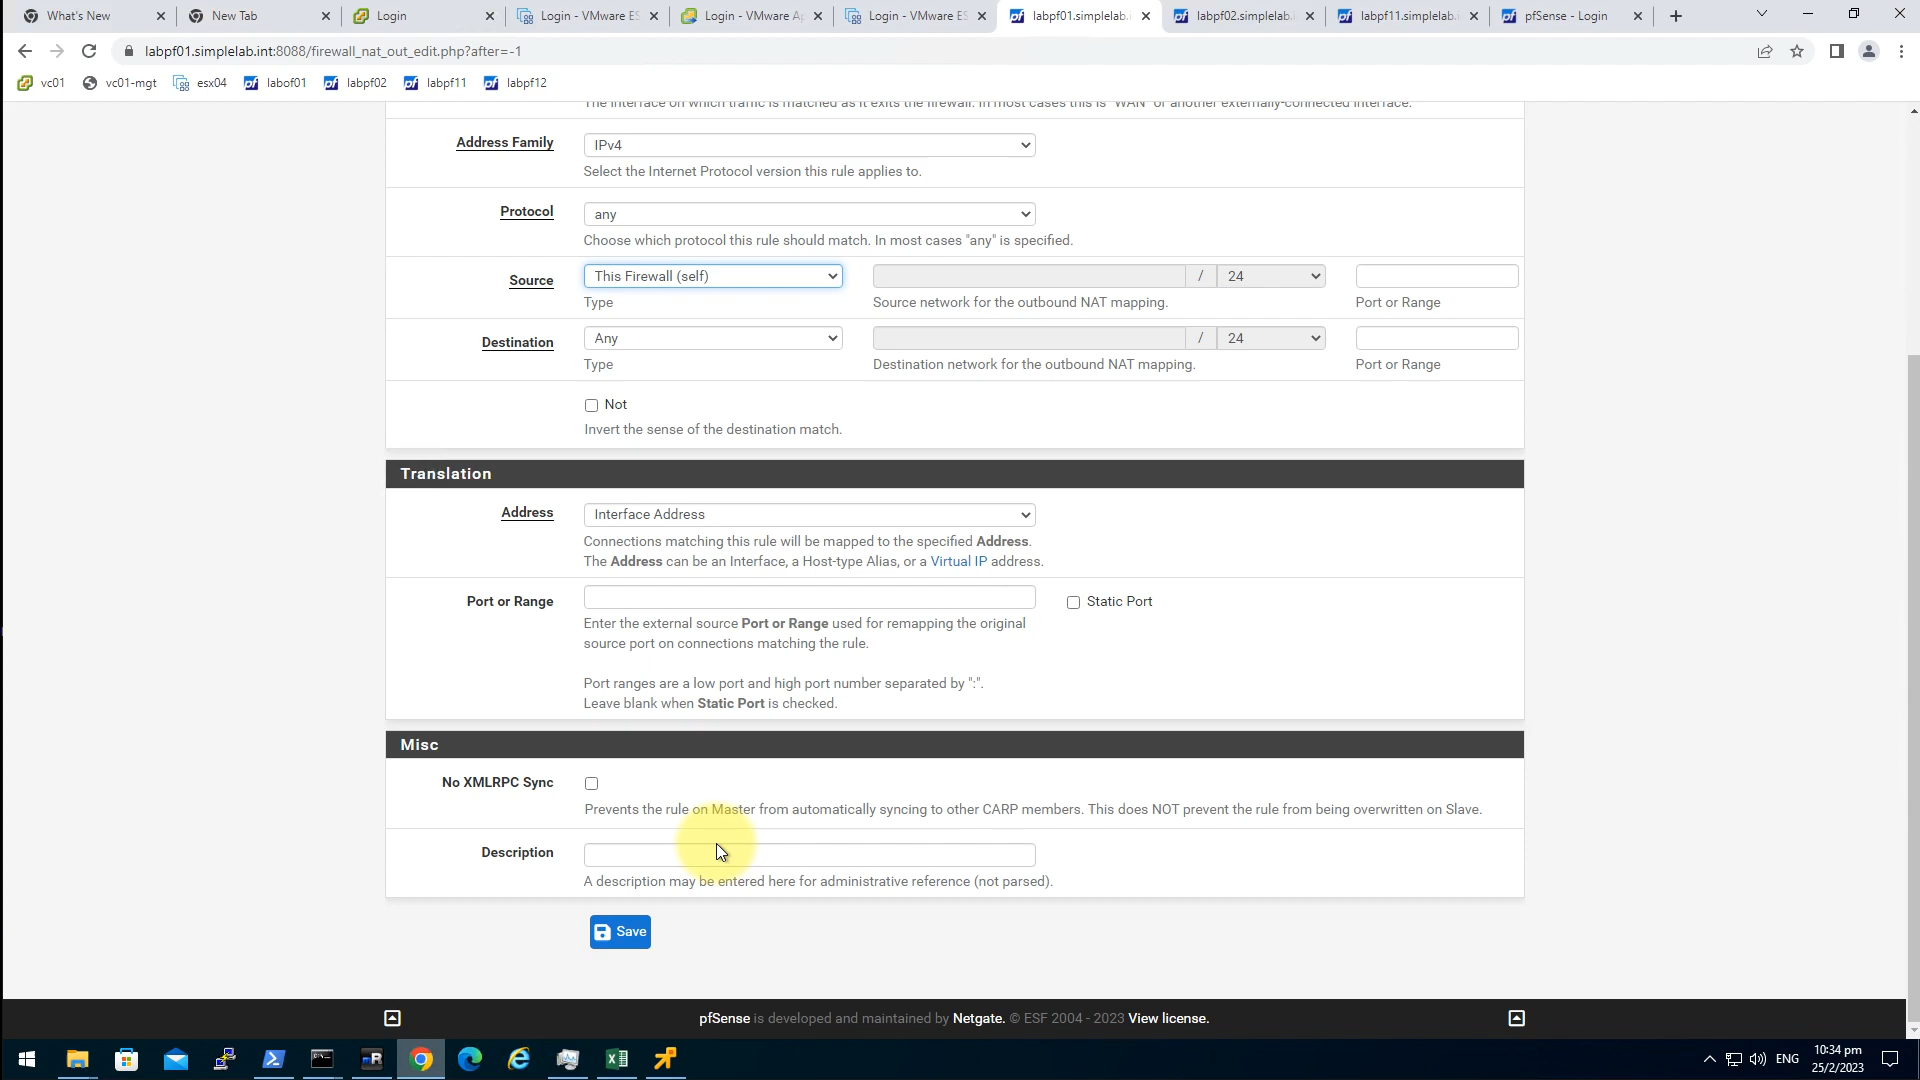 What's New
New Tab
Login
Login - VMware ES
Login - VMware Ap
Login - VMware ES
labpf01.simplelab.i
labpf02.simplelab.
labpf11.simplelab.i
pfSense - Login
labpf01.simplelab.int:8088/firewall_nat_out_edit.php?after=-1
vc01
vc01-mgt
esx04
labof01
labpf02
labpf11
labpf12
The interface on which traffic is matched as it exits the firewall. In most cases this is "WAN" or another externally-connected interface.
Address Family
IPv4
Select the Internet Protocol version this rule applies to.
Protocol
any
Choose which protocol this rule should match. In most cases "any" is specified.
Source
This Firewall (self)
/
24
Type
Source network for the outbound NAT mapping.
Port or Range
Destination
Any
/
24
Type
Destination network for the outbound NAT mapping.
Port or Range
Not
Invert the sense of the destination match.
Translation
Address
Interface Address
Connections matching this rule will be mapped to the specified Address.
The Address can be an Interface, a Host-type Alias, or a Virtual IP address.
Port or Range
Static Port
Enter the external source Port or Range used for remapping the original
source port on connections matching the rule.
Port ranges are a low port and high port number separated by ":".
Leave blank when Static Port is checked.
Misc
No XMLRPC Sync
Prevents the rule on Master from automatically syncing to other CARP members. This does NOT prevent the rule from being overwritten on Slave.
Description
A description may be entered here for administrative reference (not parsed).
Save
pfSense is developed and maintained by Netgate. © ESF 2004 - 2023 View license.
ENG
10:34 pm
25/2/2023